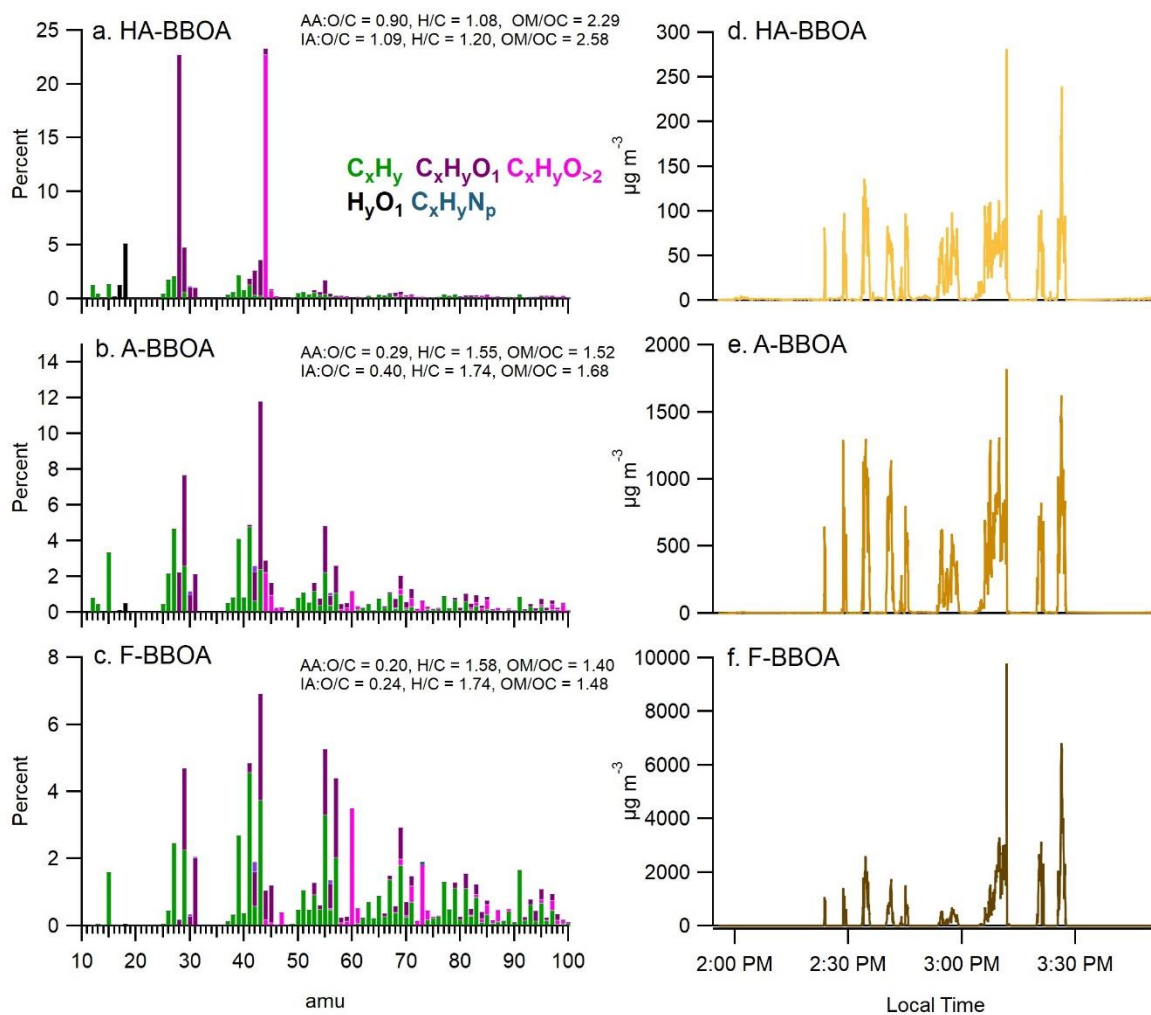 a. HA-BBOA
AA:O/C = 0.90, H/C = 1.08, OM/OC = 2.29
IA:O/C = 1.09, H/C = 1.20, OM/OC = 2.58
25
20
15
10
5
0
Percent
CxHy CxHyO1 CxHyO>2
HyO1 CxHyNp
b. A-BBOA
AA:O/C = 0.29, H/C = 1.55, OM/OC = 1.52
IA:O/C = 0.40, H/C = 1.74, OM/OC = 1.68
14
12
10
8
6
4
2
0
Percent
c. F-BBOA
AA:O/C = 0.20, H/C = 1.58, OM/OC = 1.40
IA:O/C = 0.24, H/C = 1.74, OM/OC = 1.48
8
6
4
2
0
Percent
10 20 30 40 50 60 70 80 90 100
amu
d. HA-BBOA
300
250
200
150
100
50
0
µg m-3
e. A-BBOA
2000
1500
1000
500
0
µg m-3
f. F-BBOA
10000
8000
6000
4000
2000
0
µg m-3
2:00 PM 2:30 PM 3:00 PM 3:30 PM
Local Time